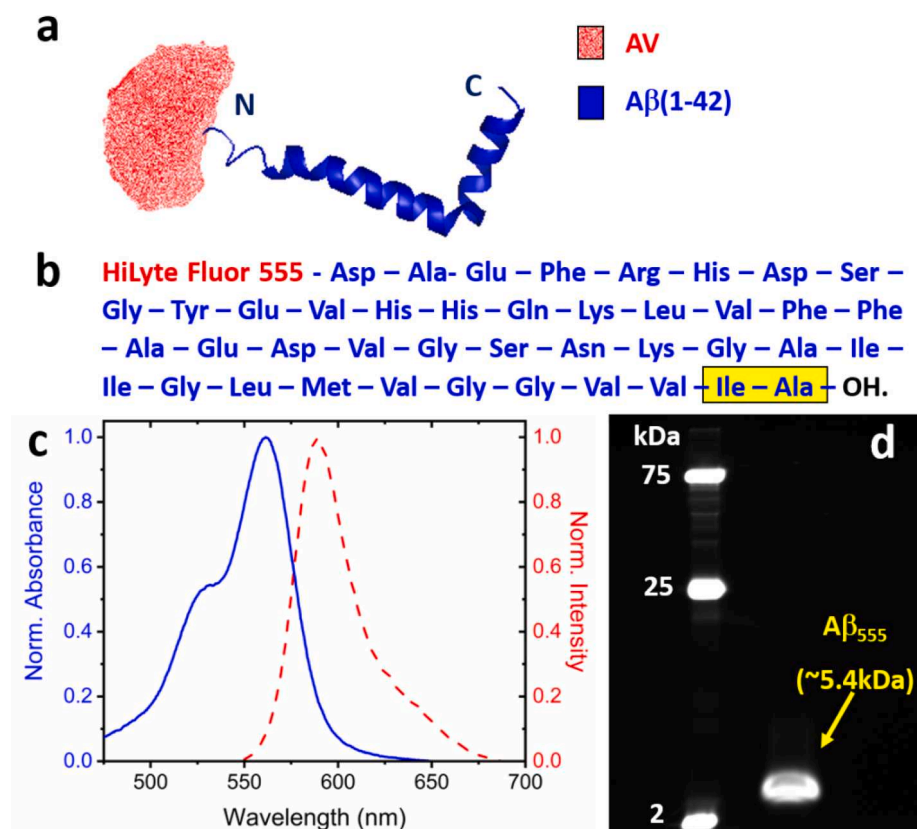 a
N
C
AV
Aβ(1-42)
b
HiLyte Fluor 555 - Asp – Ala- Glu – Phe – Arg – His – Asp – Ser
Gly – Tyr – Glu – Val – His – His – Gln – Lys – Leu – Val – Phe – Phe
– Ala – Glu – Asp – Val – Gly – Ser – Asn – Lys – Gly – Ala – Ile –
Ile – Gly – Leu – Met – Val – Gly – Gly – Val – Val – Ile – Ala – OH.
c
Norm. Absorbance
1.0
0.8
0.6
0.4
0.2
0.0
500
550
600
650
700
Wavelength (nm)
1.0
0.8
0.6
0.4
0.2
0.0
Norm. Intensity
d
kDa
75
25
2
Aβ555
(~5.4kDa)